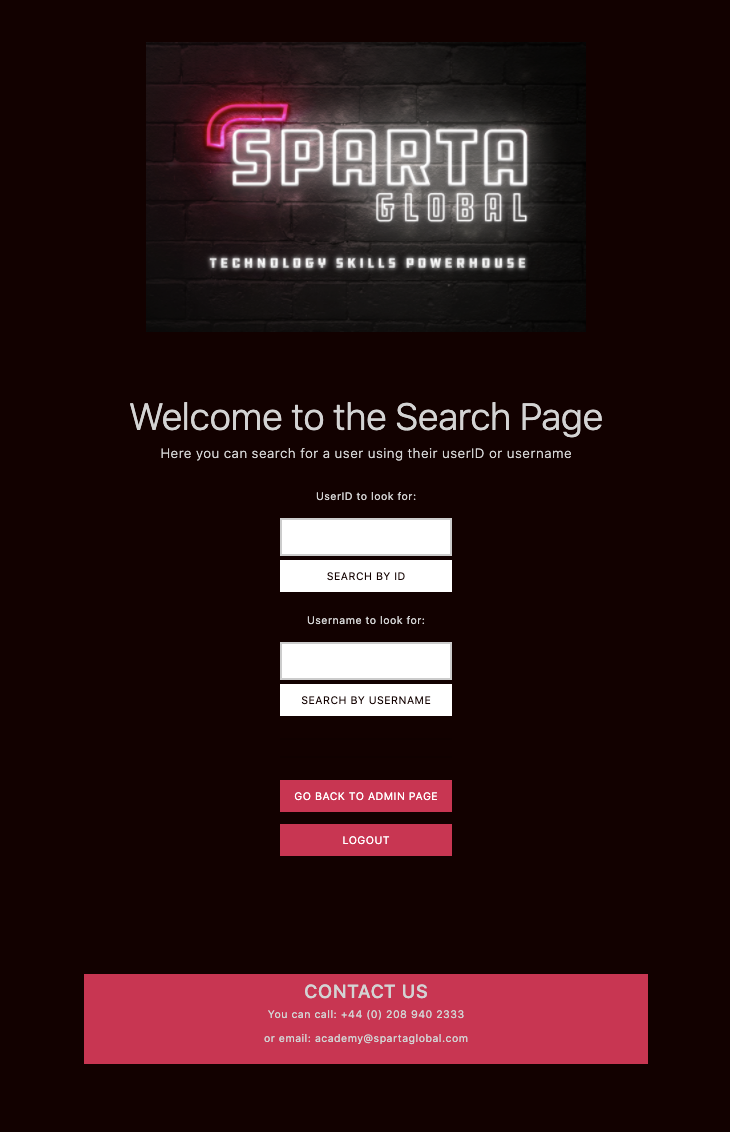 SPARTA
GLOBAL
TECHNOLOGY SKILLS POWERHOUSE
Welcome to the Search Page
Here you can search for a user using their userID or username
UserID to look for:
SEARCH BY ID
Username to look for:
SEARCH BY USERNAME
GO BACK TO ADMIN PAGE
LOGOUT
CONTACT US
You can call: +44 (0) 208 940 2333
or email: academy@spartaglobal.com